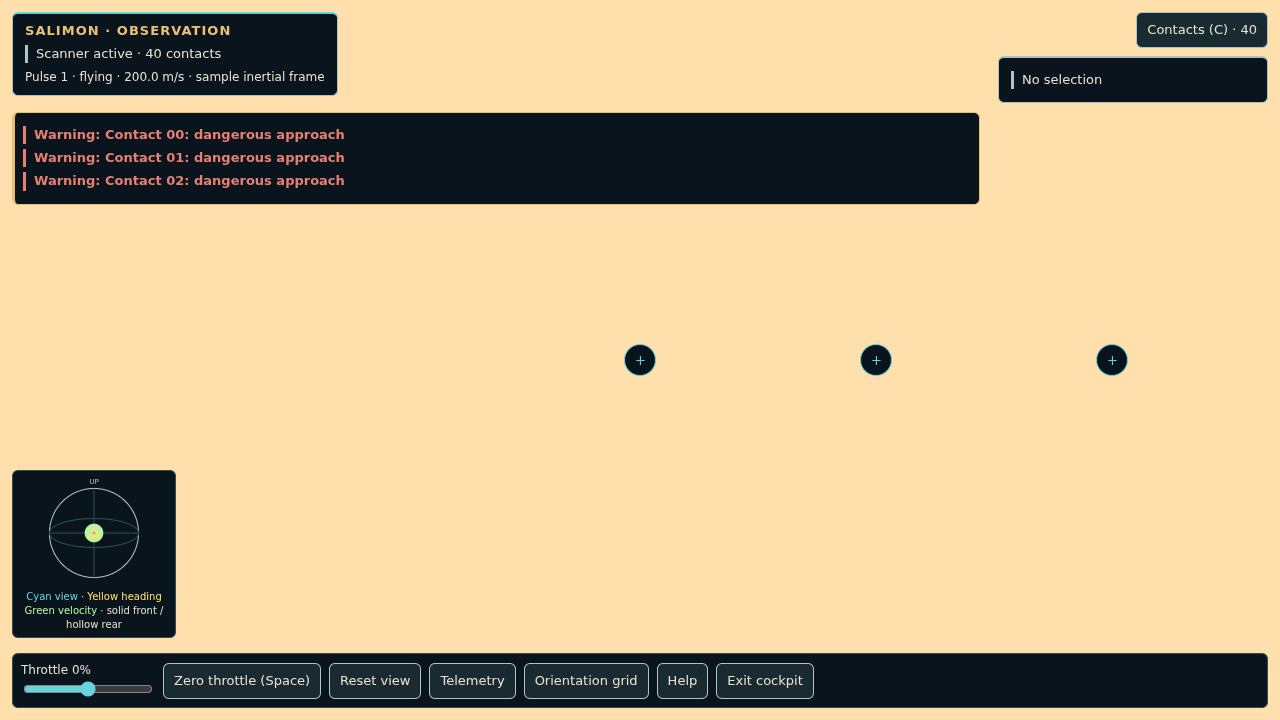 SALIMON · OBSERVATION
Scanner active · 40 contacts
Pulse 1 · flying · 200.0 m/s · sample inertial frame
Contacts (C) · 40
No selection
Warning: Contact 00: dangerous approach
Warning: Contact 01: dangerous approach
Warning: Contact 02: dangerous approach
+ + +
UP
Cyan view · Yellow heading
Green velocity · solid front /
hollow rear
Throttle 0%
Zero throttle (Space) Reset view Telemetry Orientation grid Help Exit cockpit